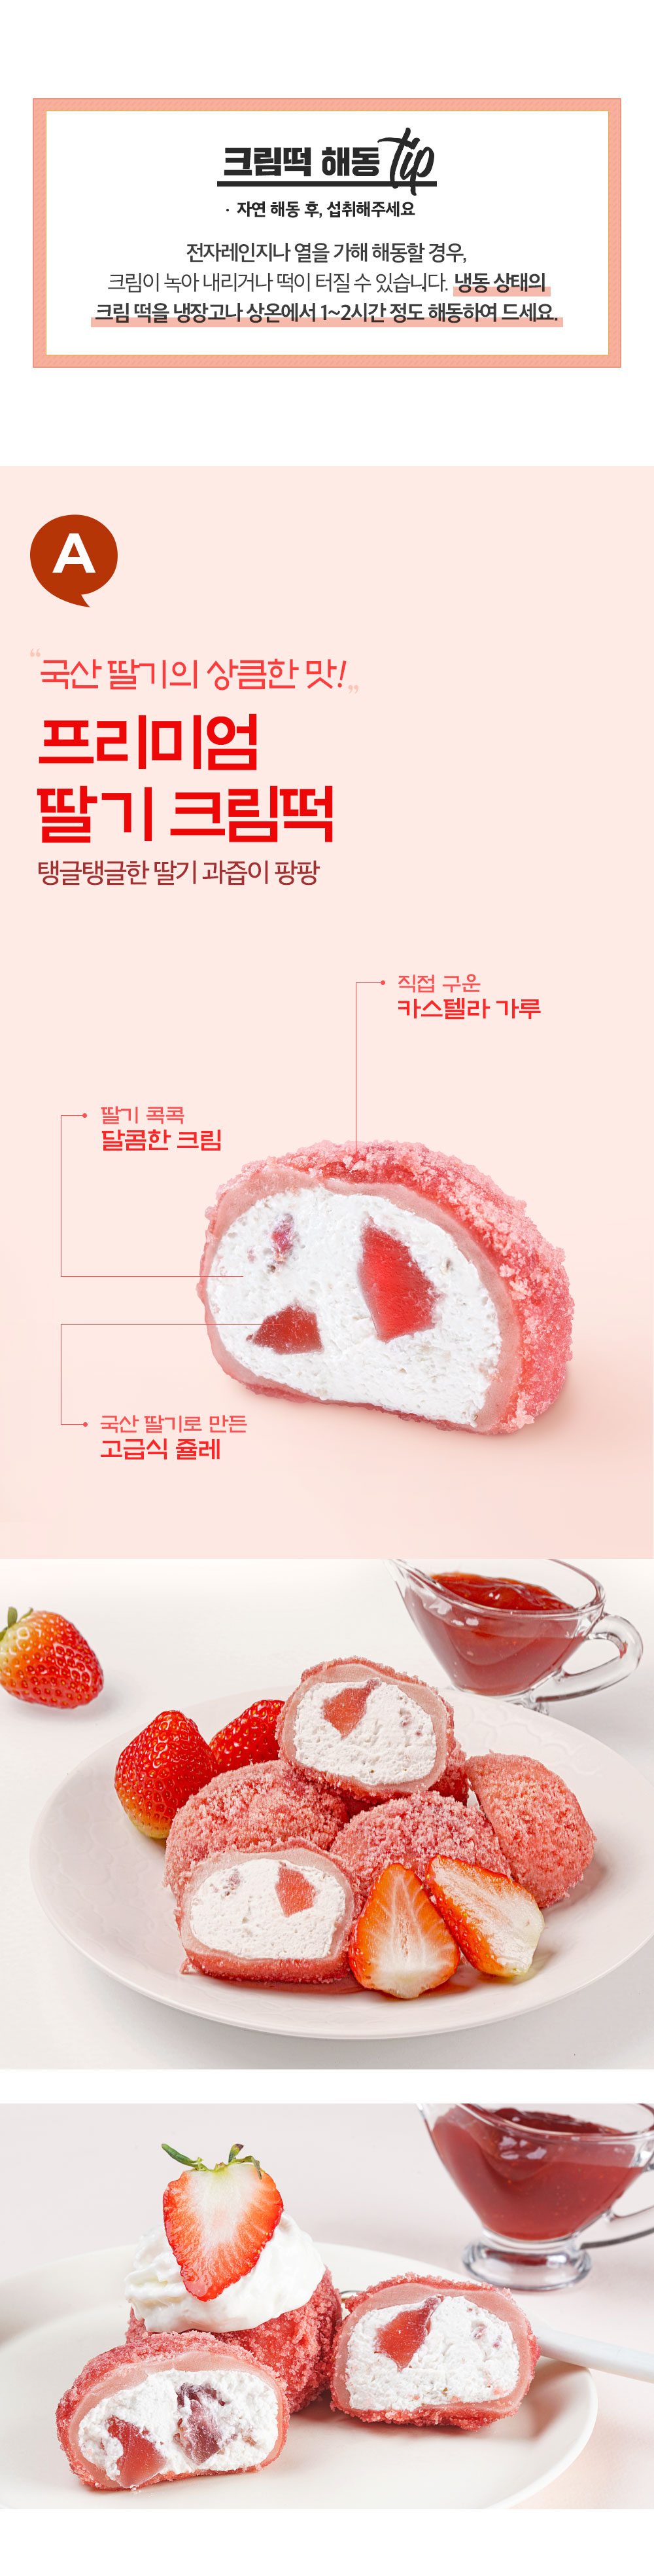 크림떡 해동 tip
· 자연 해동 후, 섭취해주세요
전자레인지나 열을 가해 해동할 경우,
크림이 녹아 내리거나 떡이 터질 수 있습니다. 냉동 상태의
크림 떡을 냉장고나 상온에서 1~2시간 정도 해동하여 드세요.
A
“국산 딸기의 상큼한 맛!”
프리미엄
딸기 크림떡
탱글탱글한 딸기 과즙이 팡팡
직접 구운
카스텔라 가루
딸기 콕콕
달콤한 크림
국산 딸기로 만든
고급식 쥴레